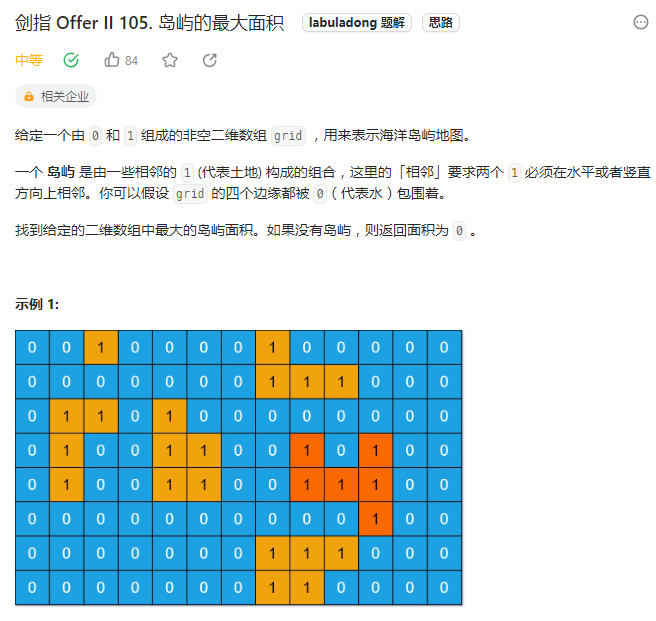 剑指 Offer II 105. 岛屿的最大面积 labuladong 题解 思路
中等 84
相关企业
给定一个由 0 和 1 组成的非空二维数组 grid ，用来表示海洋岛屿地图。
一个 岛屿 是由一些相邻的 1 (代表土地) 构成的组合，这里的「相邻」要求两个 1 必须在水平或者竖直
方向上相邻。你可以假设 grid 的四个边缘都被 0（代表水）包围着。
找到给定的二维数组中最大的岛屿面积。如果没有岛屿，则返回面积为 0 。
示例 1:
0 0 1 0 0 0 0 1 0 0 0 0 0
0 0 0 0 0 0 0 1 1 1 0 0 0
0 1 1 0 1 0 0 0 0 0 0 0 0
0 1 0 0 1 1 0 0 1 0 1 0 0
0 1 0 0 1 1 0 0 1 1 1 0 0
0 0 0 0 0 0 0 0 0 0 1 0 0
0 0 0 0 0 0 0 1 1 1 0 0 0
0 0 0 0 0 0 0 1 1 0 0 0 0